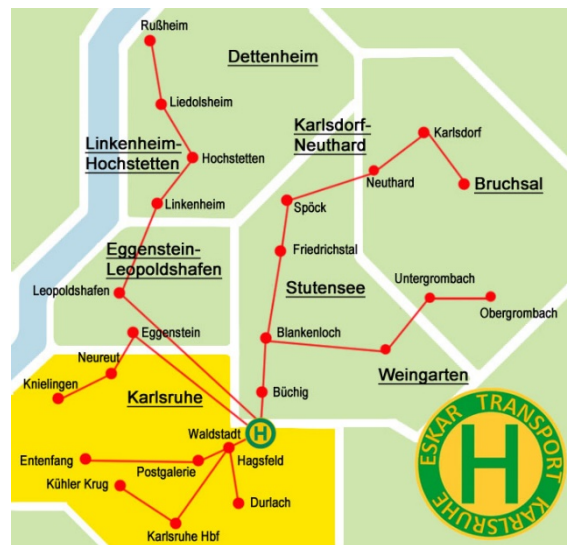 Rußheim
Dettenheim
Liedolsheim
Karlsdorf-
Neuthard
Karlsdorf
Linkenheim-
Hochstetten
Hochstetten
Neuthard
Bruchsal
Linkenheim
Spöck
Eggenstein-
Leopoldshafen
Friedrichstal
Leopoldshafen
Stutensee
Untergrombach
Obergrombach
Eggenstein
Blankenloch
Neureut
Weingarten
Knielingen
Karlsruhe
Büchig
Waldstadt
H
Hagsfeld
Entenfang
Postgalerie
Kühler Krug
Durlach
Karlsruhe Hbf
ESKAR TRANSPORT
H
KARLSRUHE